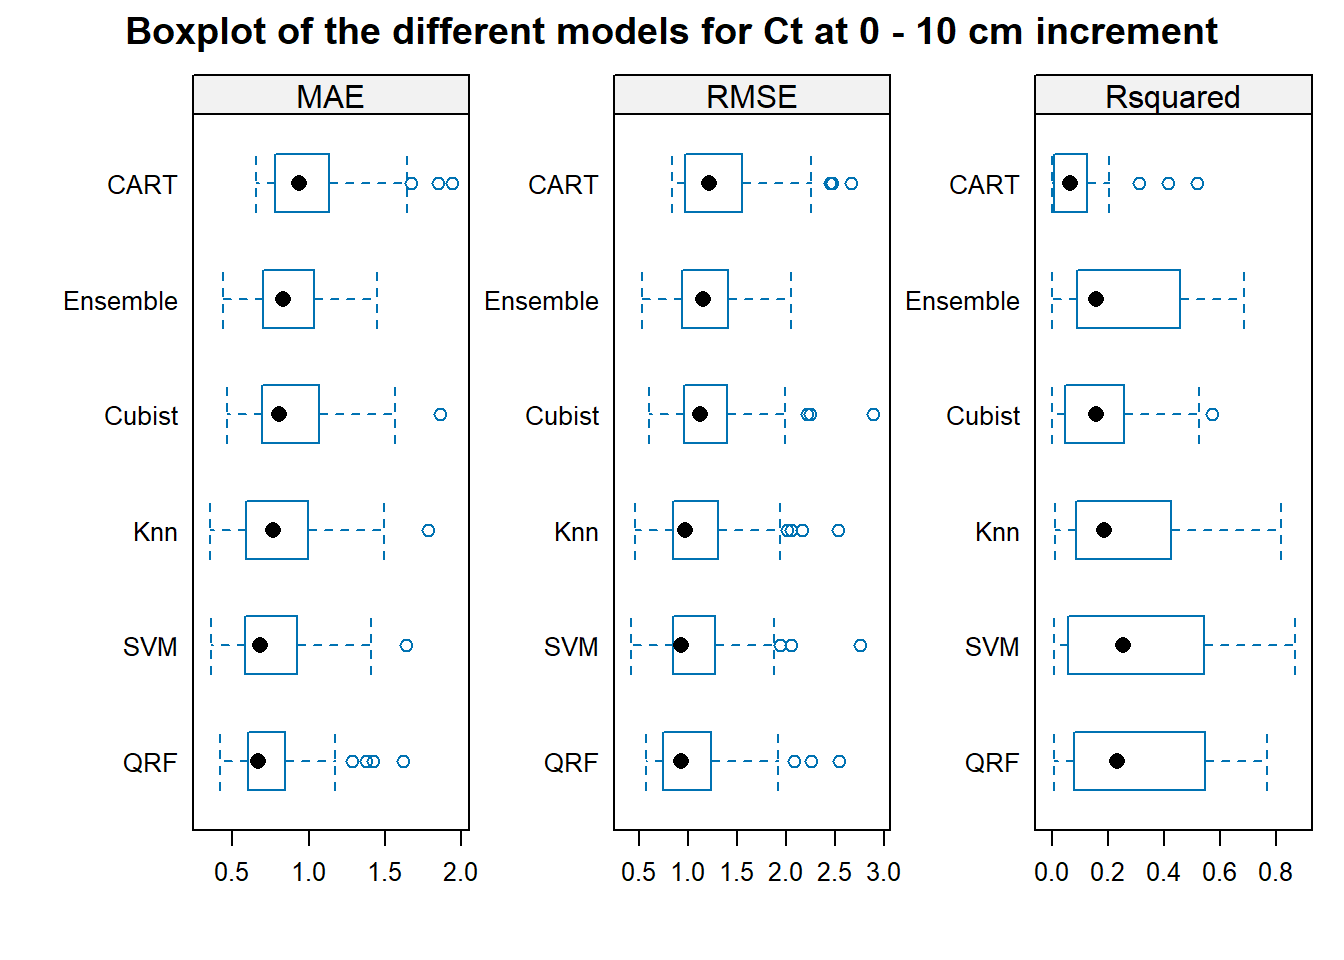 Boxplot of the different models for Ct at 0 - 10 cm increment
MAE RMSE Rsquared
CART CART CART
Ensemble Ensemble Ensemble
Cubist Cubist Cubist
Knn Knn Knn
SVM SVM SVM
QRF QRF QRF
0.5 1.0 1.5 2.0 0.5 1.0 1.5 2.0 2.5 3.0 0.0 0.2 0.4 0.6 0.8